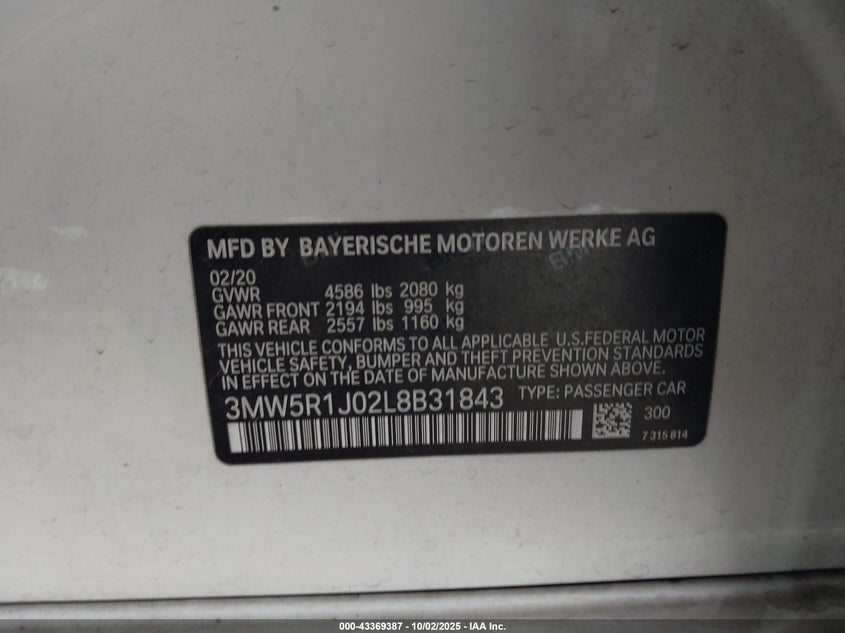 MFD BY BAYERISCHE MOTOREN WERKE AG
02/20
GVWR 4586 lbs 2080 kg
GAWR FRONT 2194 lbs 995 kg
GAWR REAR 2557 lbs 1160 kg
THIS VEHICLE CONFORMS TO ALL APPLICABLE U.S.FEDERAL MOTOR
VEHICLE SAFETY, BUMPER AND THEFT PREVENTION STANDARDS
IN EFFECT ON THE DATE OF MANUFACTURE SHOWN ABOVE.
3MW5R1J02L8B31843 TYPE: PASSENGER CAR
300
7 315 814
000-43369387 - 10/02/2025 - IAA Inc.